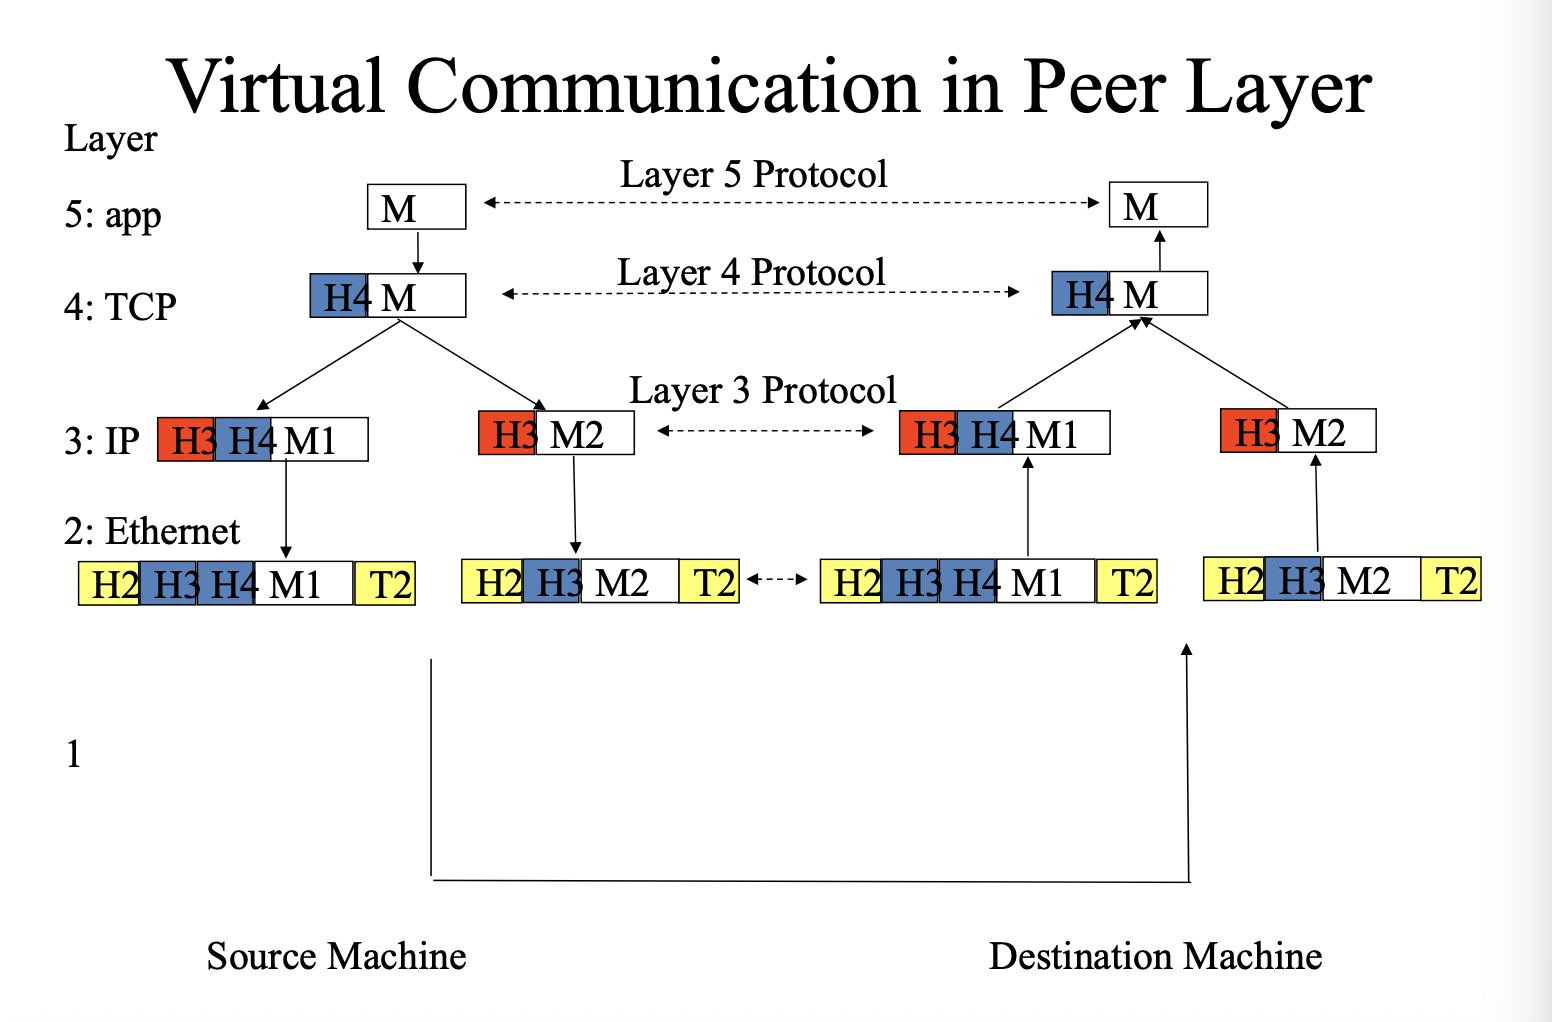 Virtual Communication in Peer Layer
Layer
Layer 5 Protocol
5: app
M
M
Layer 4 Protocol
4: TCP
H4 M
H4 M
Layer 3 Protocol
3: IP
H3 H4 M1
H3 M2
H3 H4 M1
H3 M2
2: Ethernet
H2 H3 H4 M1 T2
H2 H3 M2 T2
H2 H3 H4 M1 T2
H2 H3 M2 T2
1
Source Machine
Destination Machine